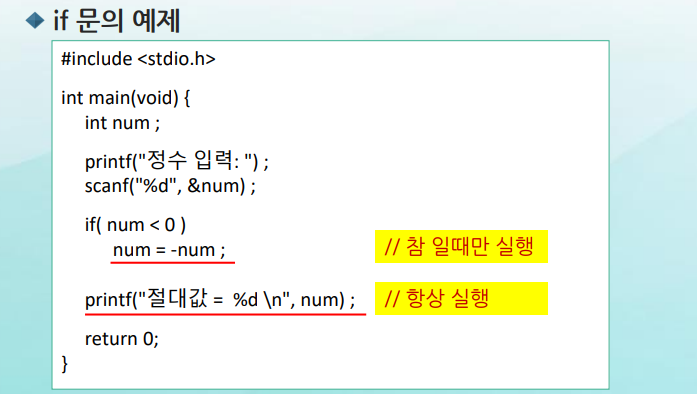 if 문의 예제
#include <stdio.h>
int main(void) {
int num ;
printf("정수 입력: ") ;
scanf("%d", &num) ;
if( num < 0 )
num = -num ; // 참 일때만 실행
printf("절대값 =  %d \n", num) ; // 항상 실행
return 0;
}